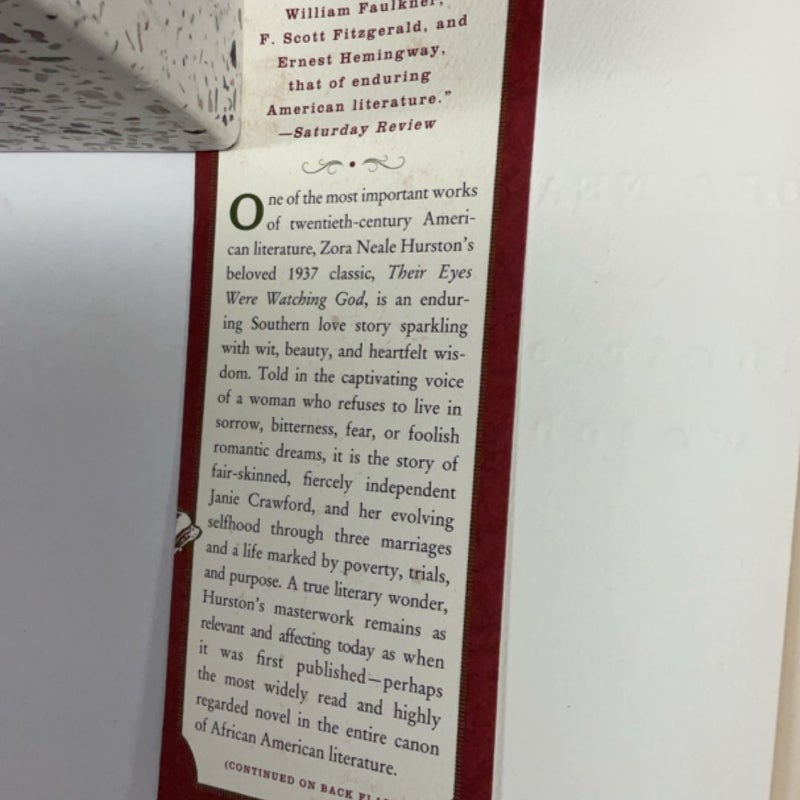 William Faulkner,
F. Scott Fitzgerald, and
Ernest Hemingway,
that of enduring
American literature.”
—Saturday Review
One of the most important works
of twentieth-century Ameri-
can literature, Zora Neale Hurston’s
beloved 1937 classic, Their Eyes
Were Watching God, is an endur-
ing Southern love story sparkling
with wit, beauty, and heartfelt wis-
dom. Told in the captivating voice
of a woman who refuses to live in
sorrow, bitterness, fear, or foolish
romantic dreams, it is the story of
fair-skinned, fiercely independent
Janie Crawford, and her evolving
selfhood through three marriages
and a life marked by poverty, trials,
and purpose. A true literary wonder,
Hurston’s masterwork remains as
relevant and affecting today as when
it was first published—perhaps
the most widely read and highly
regarded novel in the entire canon
of African American literature.
(CONTINUED ON BACK